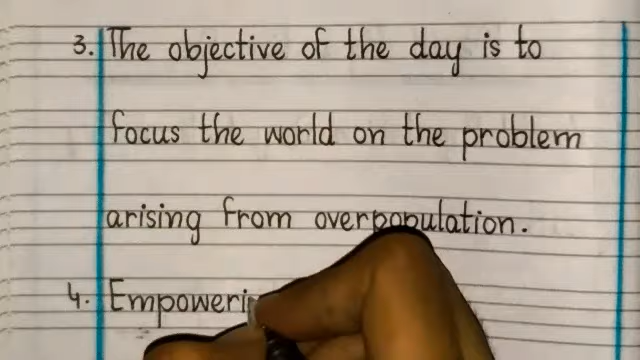 3. The objective of the day is to
focus the world on the problem
arising from overpopulation.
4. Empoweri